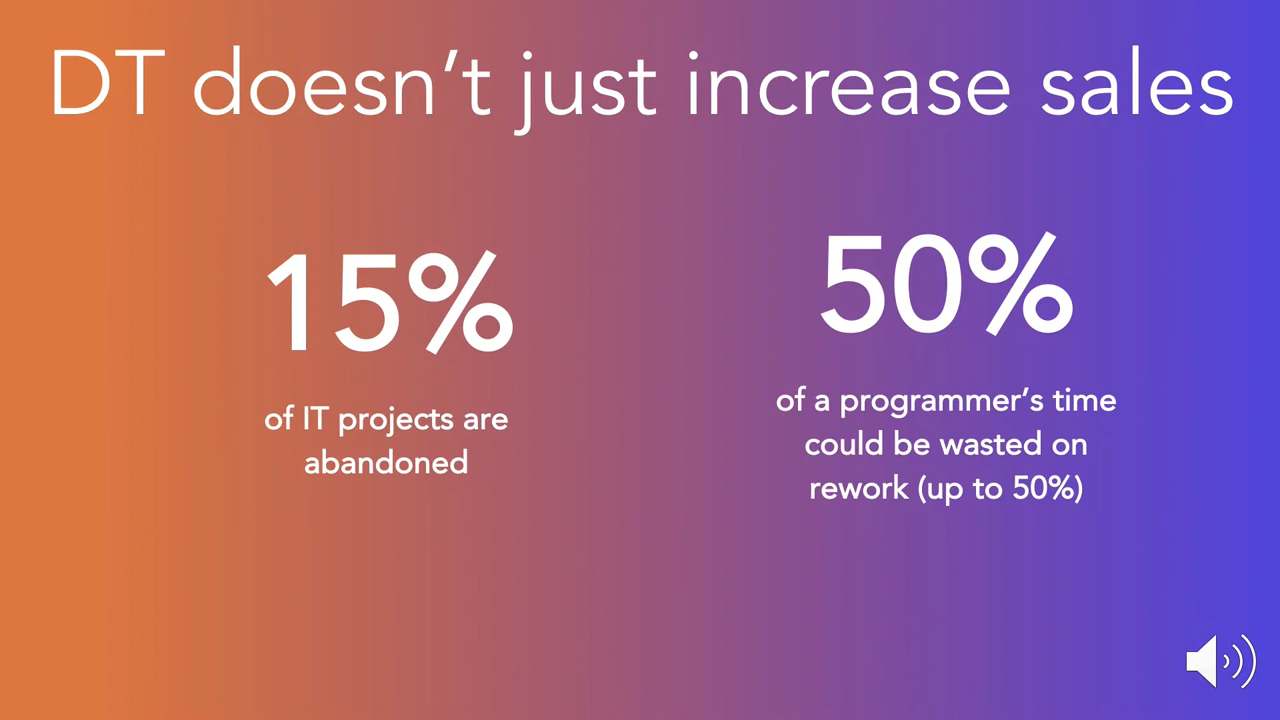 DT doesn’t just increase sales
15%
of IT projects are
abandoned
50%
of a programmer’s time
could be wasted on
rework (up to 50%)